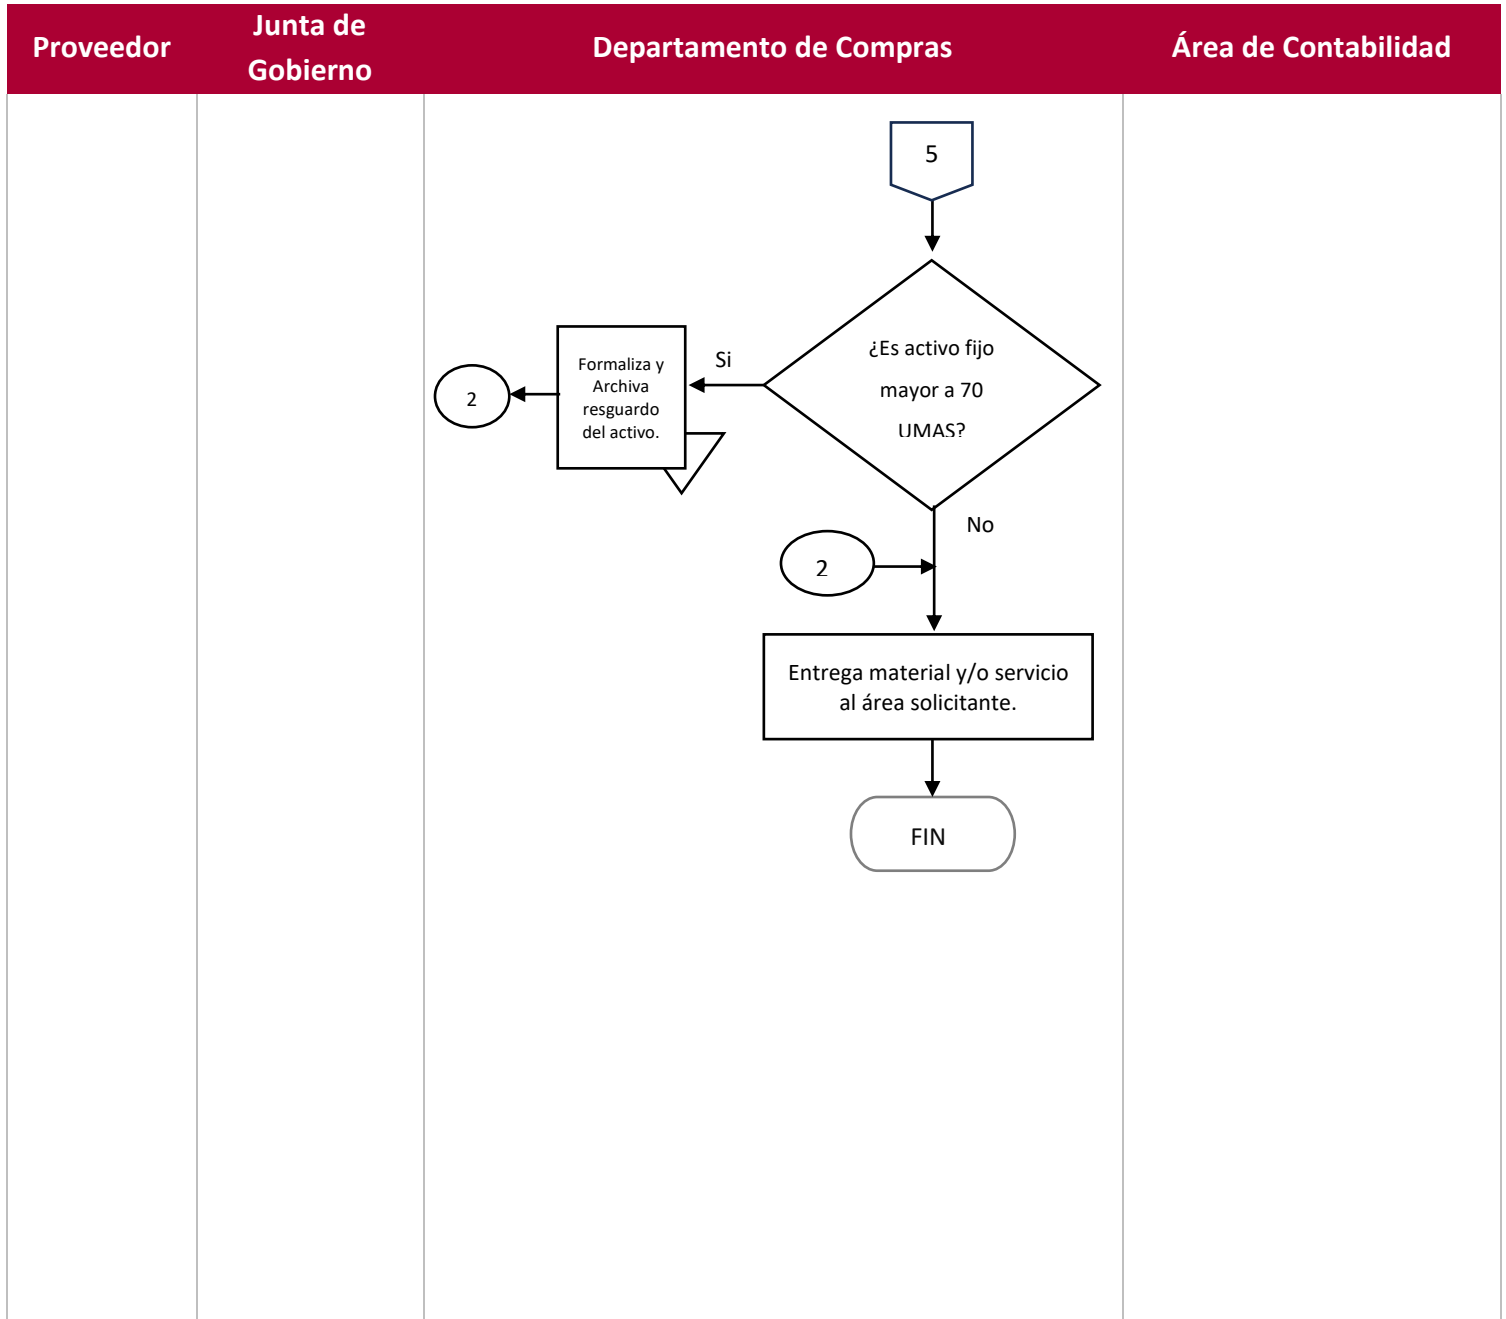 Proveedor
Junta de
Gobierno
Departamento de Compras
Área de Contabilidad
5
¿Es activo fijo
mayor a 70
UMAS?
Si
Formaliza y
Archiva
resguardo
del activo.
2
No
2
Entrega material y/o servicio
al área solicitante.
FIN